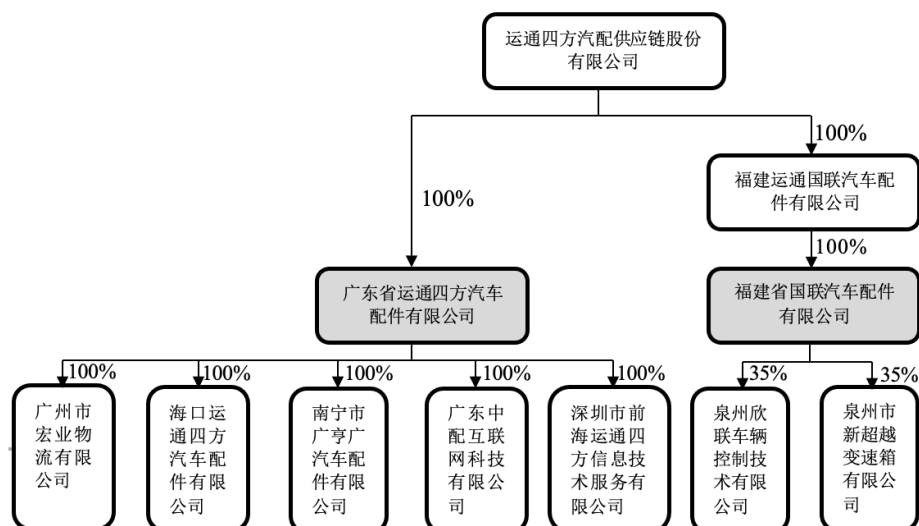 运通四方汽配供应链股份
有限公司
100%
福建运通国联汽车配
件有限公司
100%
100%
广东省运通四方汽车
配件有限公司
福建省国联汽车配件
有限公司
100%
100%
100%
100%
100%
35%
35%
广州市
宏业物
流有限
公司
海口运
通四方
汽车配
件有限
公司
南宁市
广亨广
汽车配
件有限
公司
广东中
配互联
网科技
有限公
司
深圳市前
海运通四
方信息技
术服务有
限公司
泉州欣
联车辆
控制技
术有限
公司
泉州市
新超越
变速箱
有限公
司